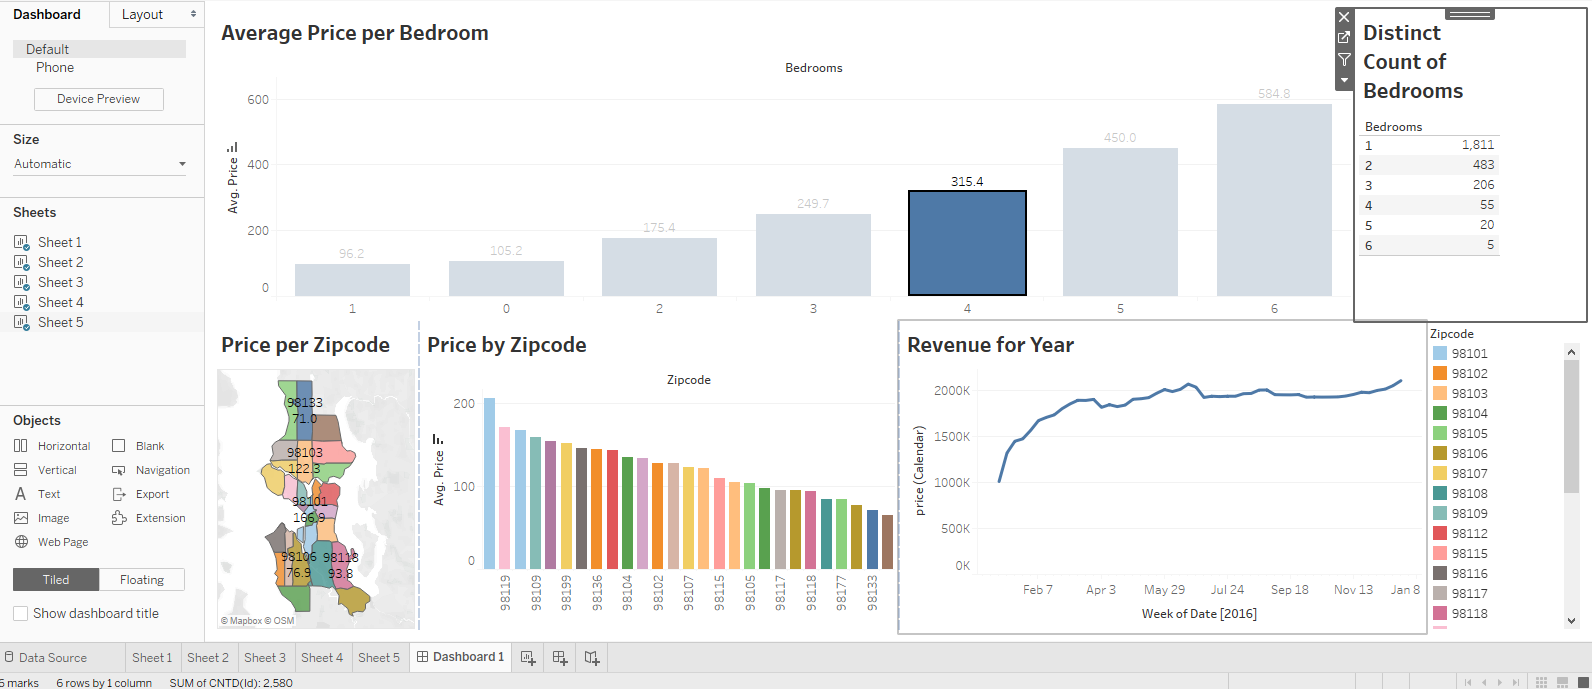 Dashboard
Layout
Default
Phone
Device Preview
Size
Automatic
Sheets
Sheet 1
Sheet 2
Sheet 3
Sheet 4
Sheet 5
Objects
Horizontal
Blank
Vertical
Navigation
Text
Export
Image
Extension
Web Page
Tiled
Floating
Show dashboard title
Average Price per Bedroom
Bedrooms
Avg. Price
600
400
200
0
96.2
105.2
175.4
249.7
315.4
450.0
584.8
1
0
2
3
4
5
6
Distinct
Count of
Bedrooms
Bedrooms
1 1,811
2 483
3 206
4 55
5 20
6 5
Price per Zipcode
98133
71.0
98103
122.3
98101
166.9
98106
76.9
98118
93.8
© Mapbox © OSM
Price by Zipcode
Zipcode
Avg. Price
200
100
0
98119
98109
98199
98136
98104
98102
98107
98115
98105
98117
98118
98177
98133
Revenue for Year
price (Calendar)
2000K
1500K
1000K
500K
0K
Feb 7
Apr 3
May 29
Jul 24
Sep 18
Nov 13
Jan 8
Week of Date [2016]
Zipcode
98101
98102
98103
98104
98105
98106
98107
98108
98109
98112
98115
98116
98117
98118
Data Source
Sheet 1
Sheet 2
Sheet 3
Sheet 4
Sheet 5
Dashboard 1
6 marks
6 rows by 1 column
SUM of CNTD(Id): 2,580